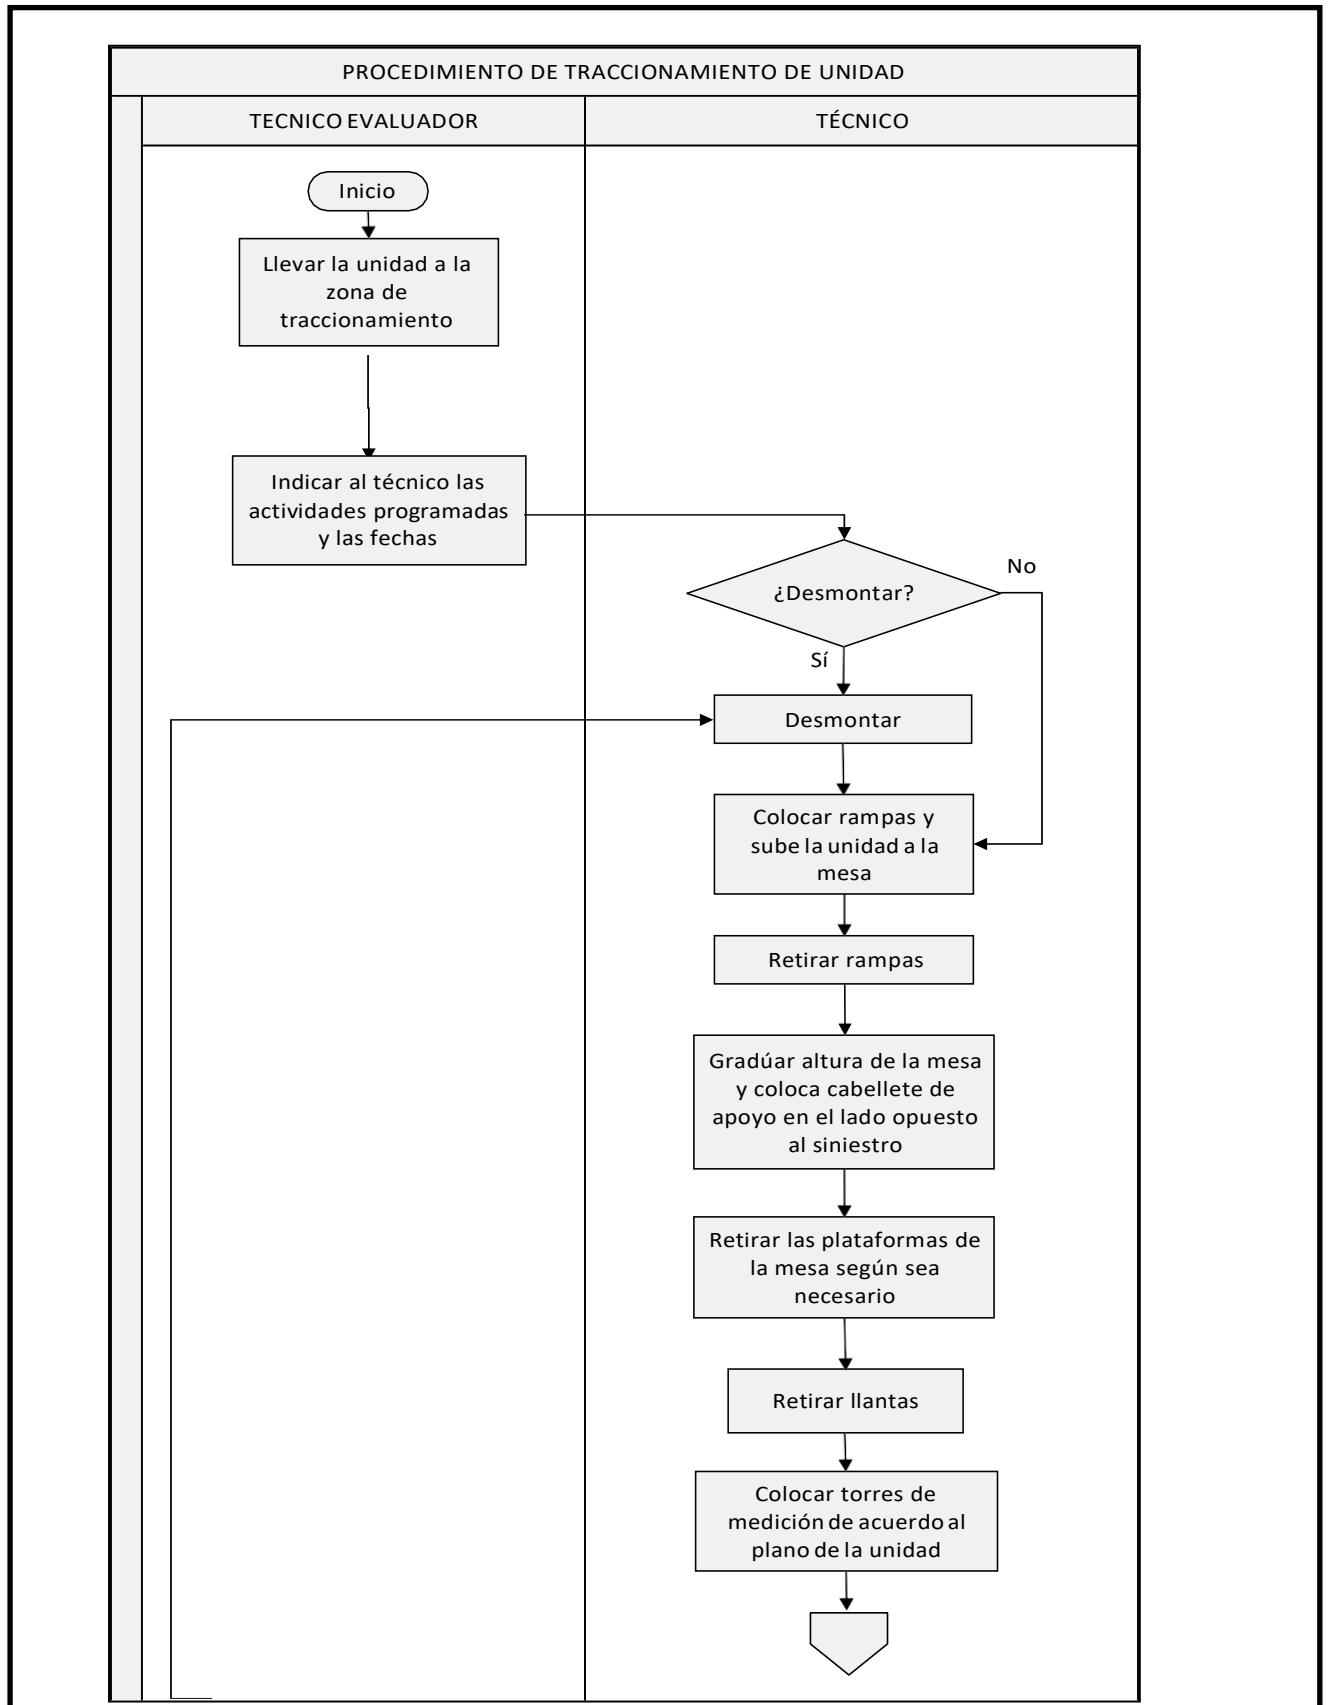 PROCEDIMIENTO DE TRACCIONAMIENTO DE UNIDAD
TECNICO EVALUADOR
TÉCNICO
Inicio
Llevar la unidad a la
zona de
traccionamiento
Indicar al técnico las
actividades programadas
y las fechas
¿Desmontar?
No
Sí
Desmontar
Colocar rampas y
sube la unidad a la
mesa
Retirar rampas
Gradúar altura de la mesa
y coloca cabellete de
apoyo en el lado opuesto
al siniestro
Retirar las plataformas de
la mesa según sea
necesario
Retirar llantas
Colocar torres de
medición de acuerdo al
plano de la unidad